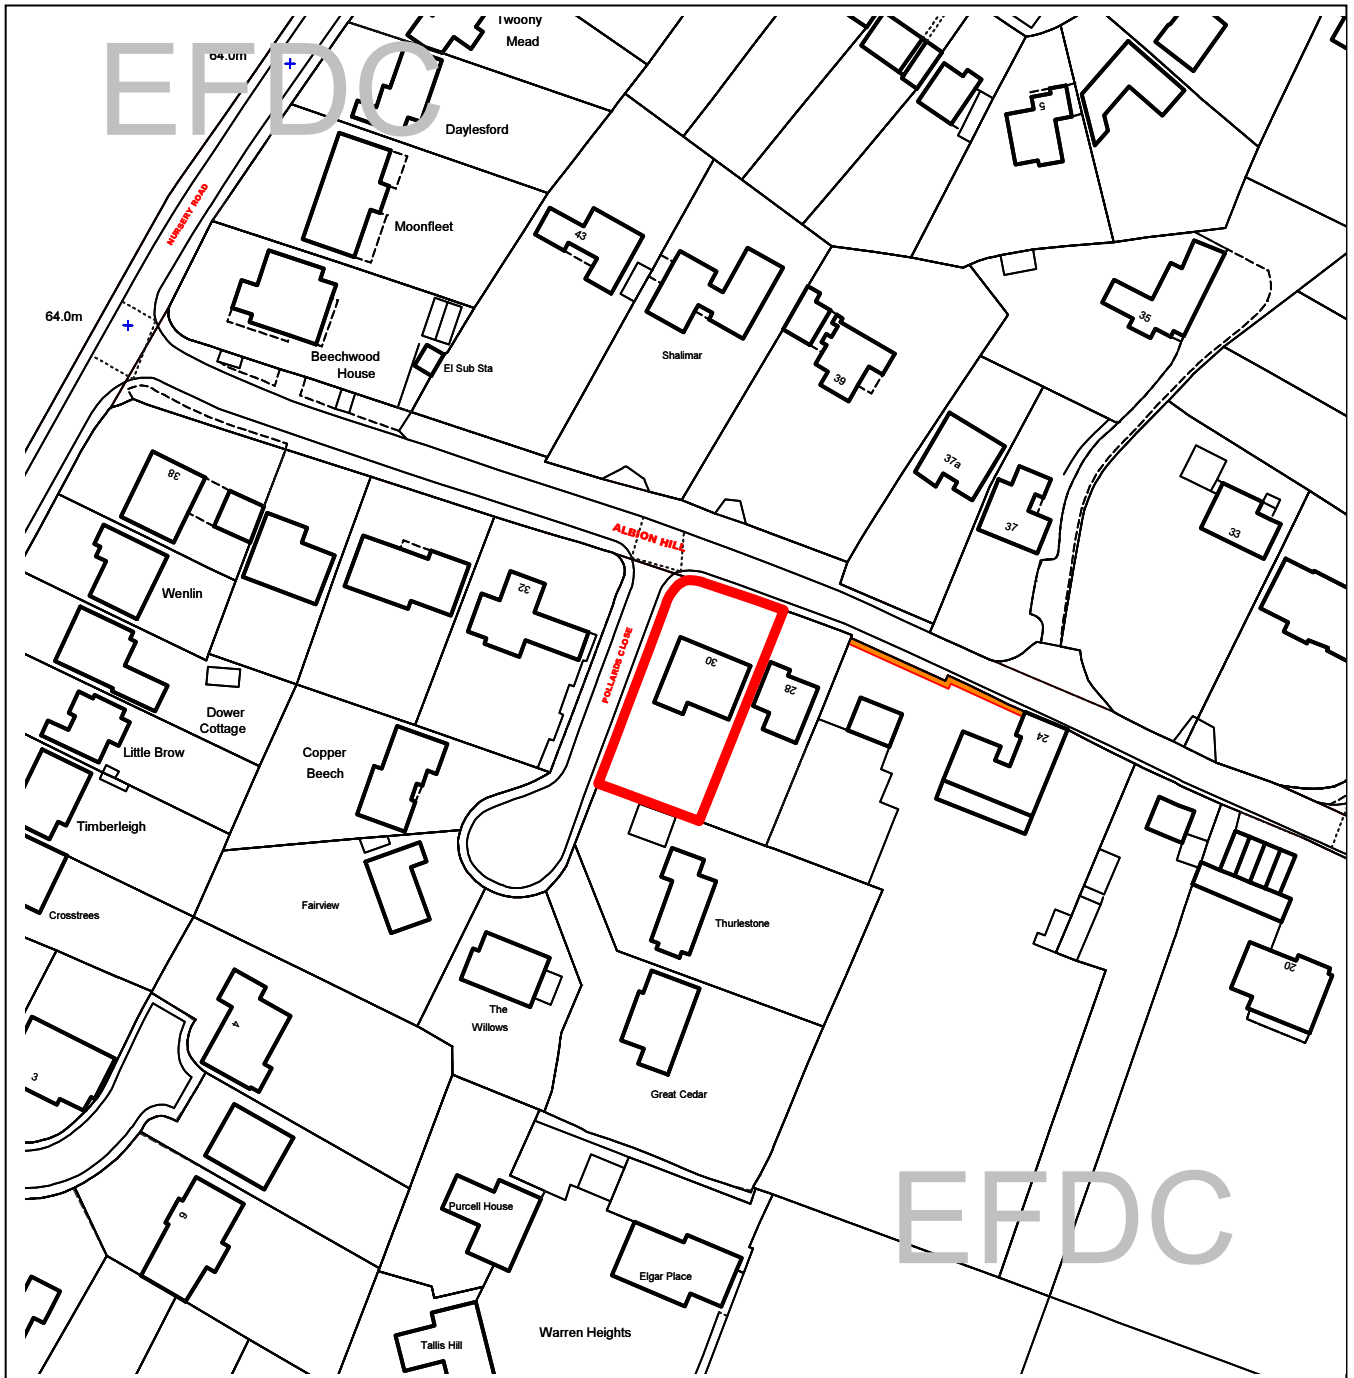 Twoony
Mead
EFDC
64.0m
Daylesford
5
NURSERY ROAD
Moonfleet
43
64.0m
35
Beechwood
House
El Sub Sta
Shalimar
39
38
37a
37
33
ALBION HILL
Wenlin
32
POLLARDS CLOSE
30
28
Dower
Cottage
24
Little Brow
Copper
Beech
Timberleigh
Fairview
Crosstrees
Thurlestone
20
The
Willows
4
3
Great Cedar
6
Purcell House
EFDC
Elgar Place
Warren Heights
Tallis Hill